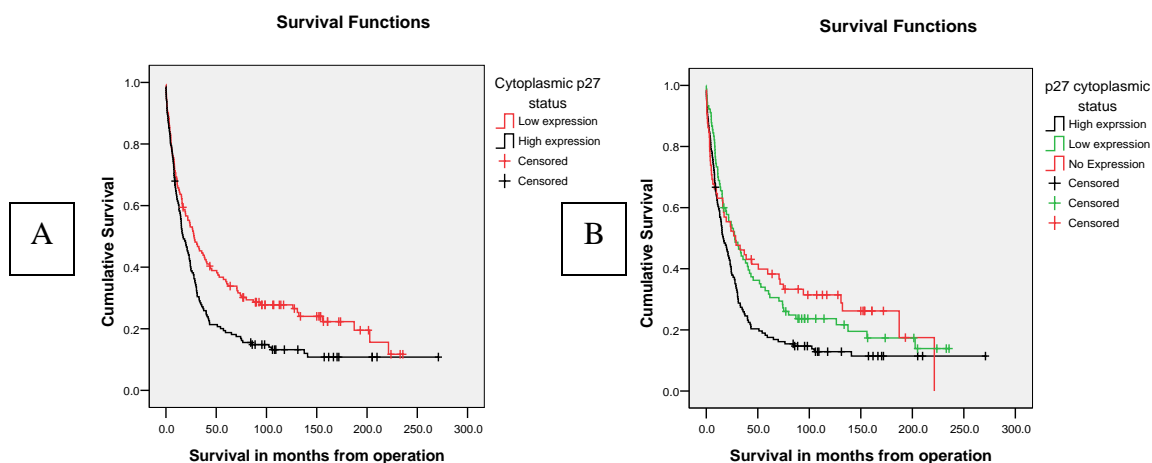 Survival Functions
Cytoplasmic p27
status
Low expression
High expression
Censored
Censored
A
Cumulative Survival
1.0
0.8
0.6
0.4
0.2
0.0
0.0 50.0 100.0 150.0 200.0 250.0 300.0
Survival in months from operation
Survival Functions
p27 cytoplasmic
status
High exprssion
Low expression
No Expression
Censored
Censored
Censored
B
Cumulative Survival
1.0
0.8
0.6
0.4
0.2
0.0
0.0 50.0 100.0 150.0 200.0 250.0 300.0
Survival in months from operation